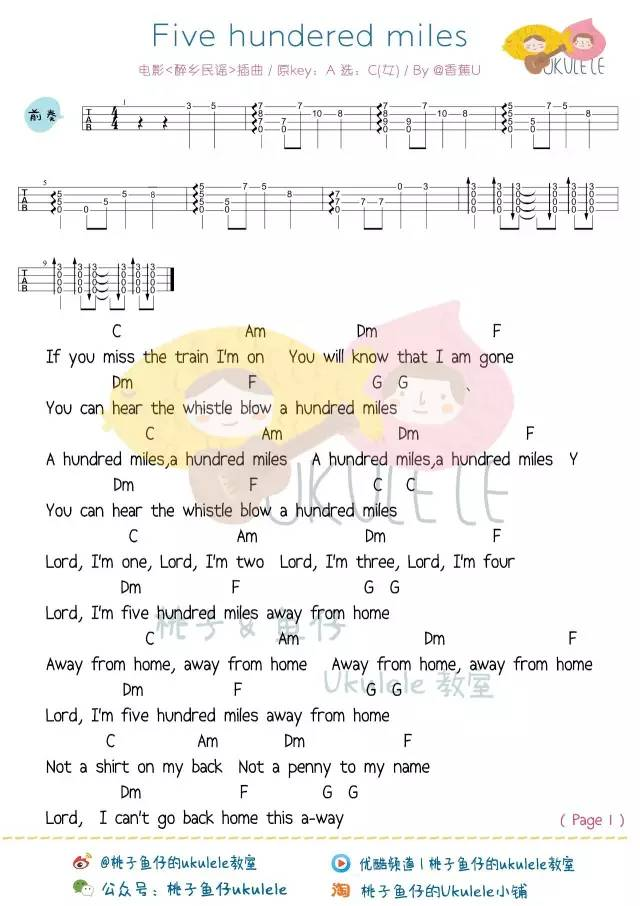 Five hundered miles
UKULELE
电影<醉乡民谣>插曲 / 原key：A 选：C(女) / By @香蕉U
前奏
C Am Dm F
If you miss the train I'm on You will know that I am gone
Dm F G G
You can hear the whistle blow a hundred miles
C Am Dm F
A hundred miles,a hundred miles A hundred miles,a hundred miles Y
Dm F C C
You can hear the whistle blow a hundred miles
UKULELE
C Am Dm F
Lord, I'm one, Lord, I'm two Lord, I'm three, Lord, I'm four
Dm F G G
Lord, I'm five hundred miles away from home
桃子 & 鱼仔
C Am Dm F
Away from home, away from home Away from home, away from home
Ukulele 教室
Dm F G G
Lord, I'm five hundred miles away from home
C Am Dm F
Not a shirt on my back Not a penny to my name
Dm F G G
Lord, I can't go back home this a-way
( Page 1 )
@桃子鱼仔的ukulele教室
优酷频道 | 桃子鱼仔的ukulele教室
公众号：桃子鱼仔ukulele
淘 桃子鱼仔的Ukulele小铺